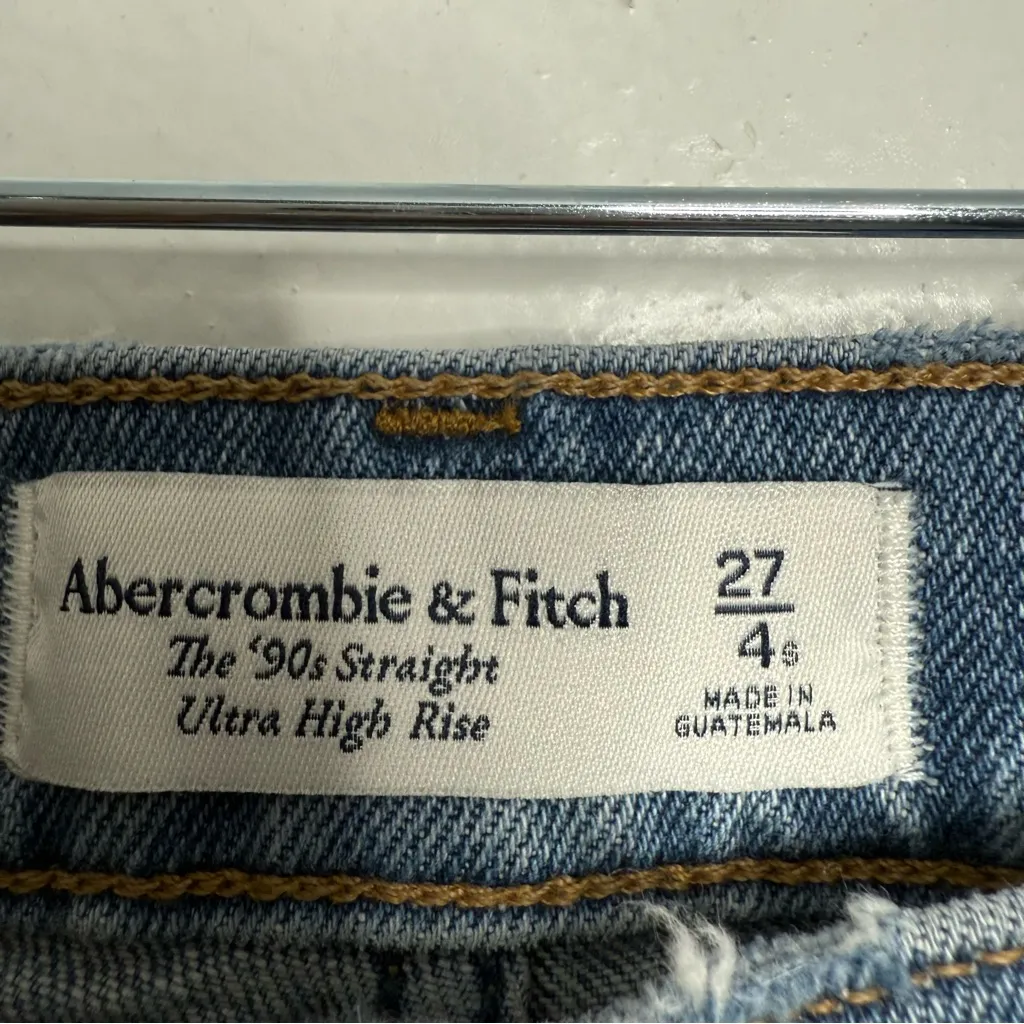 Abercrombie & Fitch
The '90s Straight
Ultra High Rise
27
4s
MADE IN
GUATEMALA